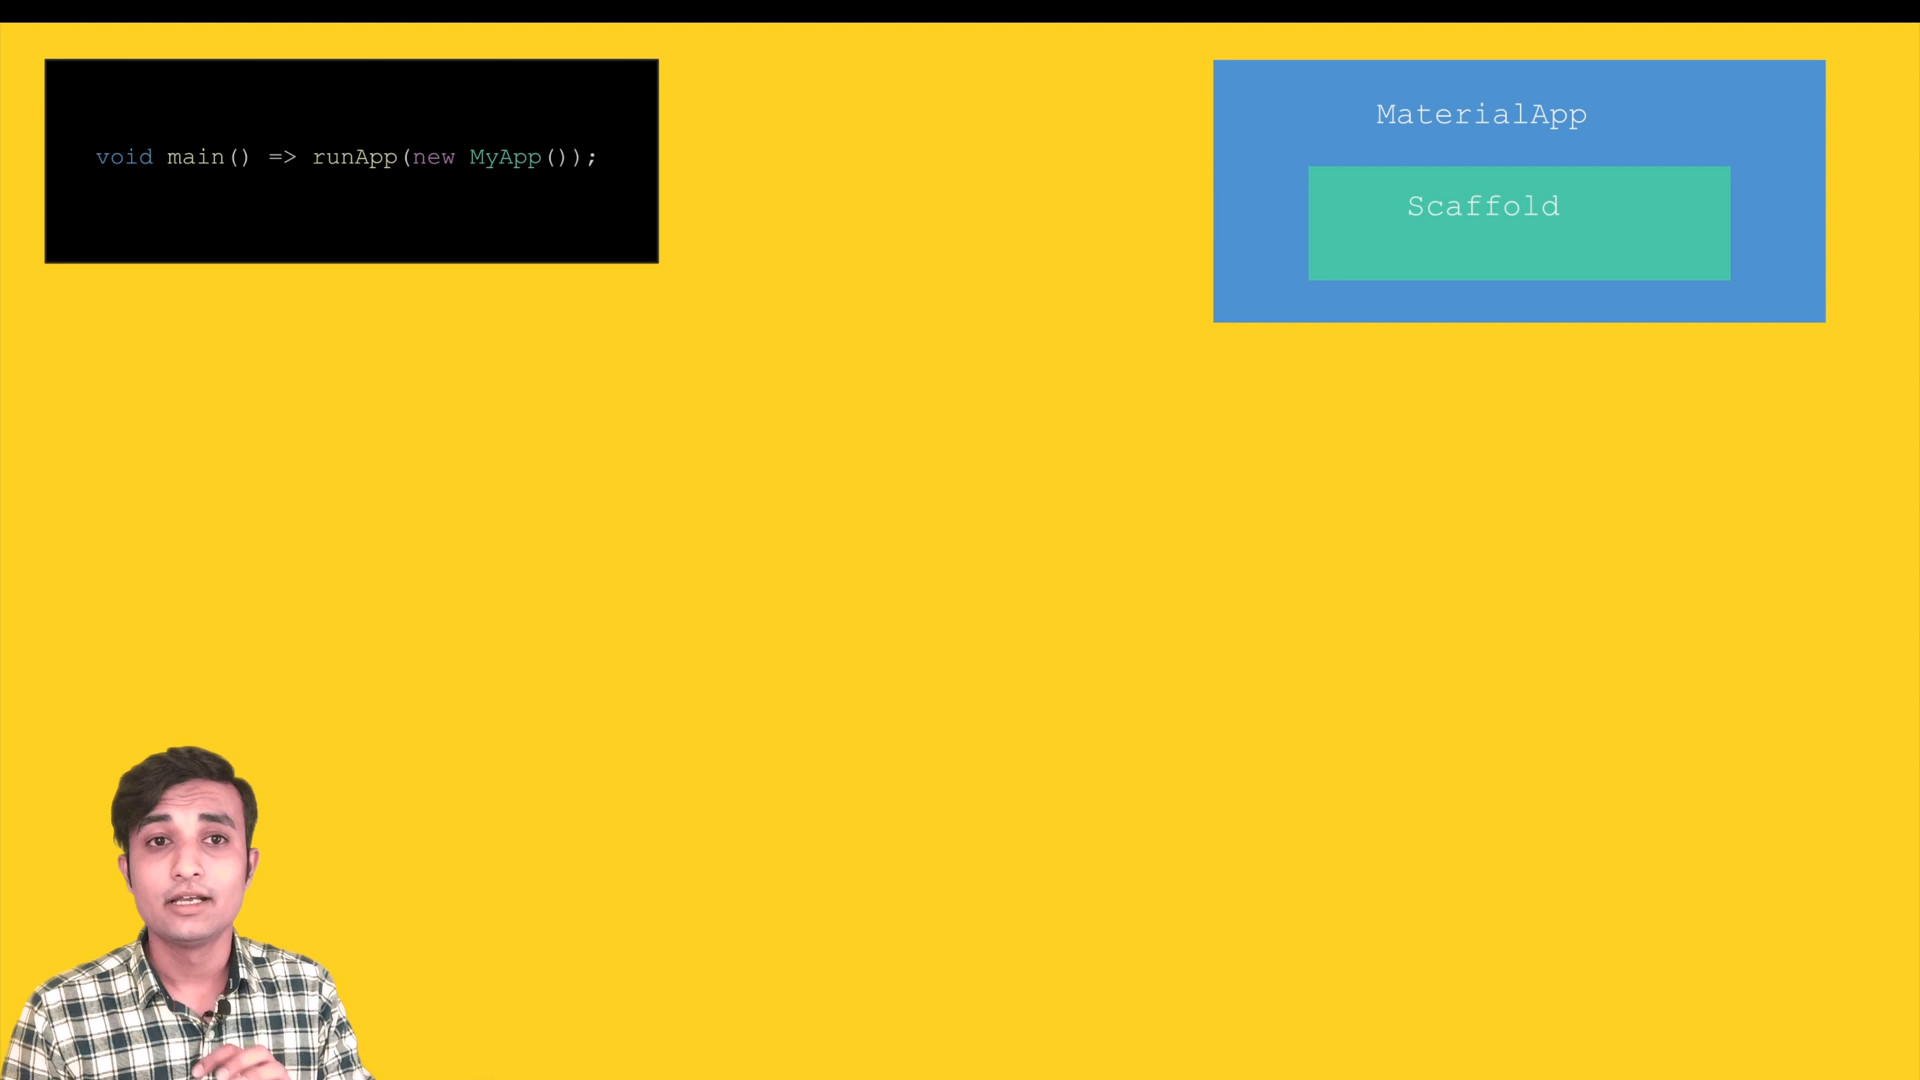 void main() => runApp(new MyApp());
MaterialApp
Scaffold